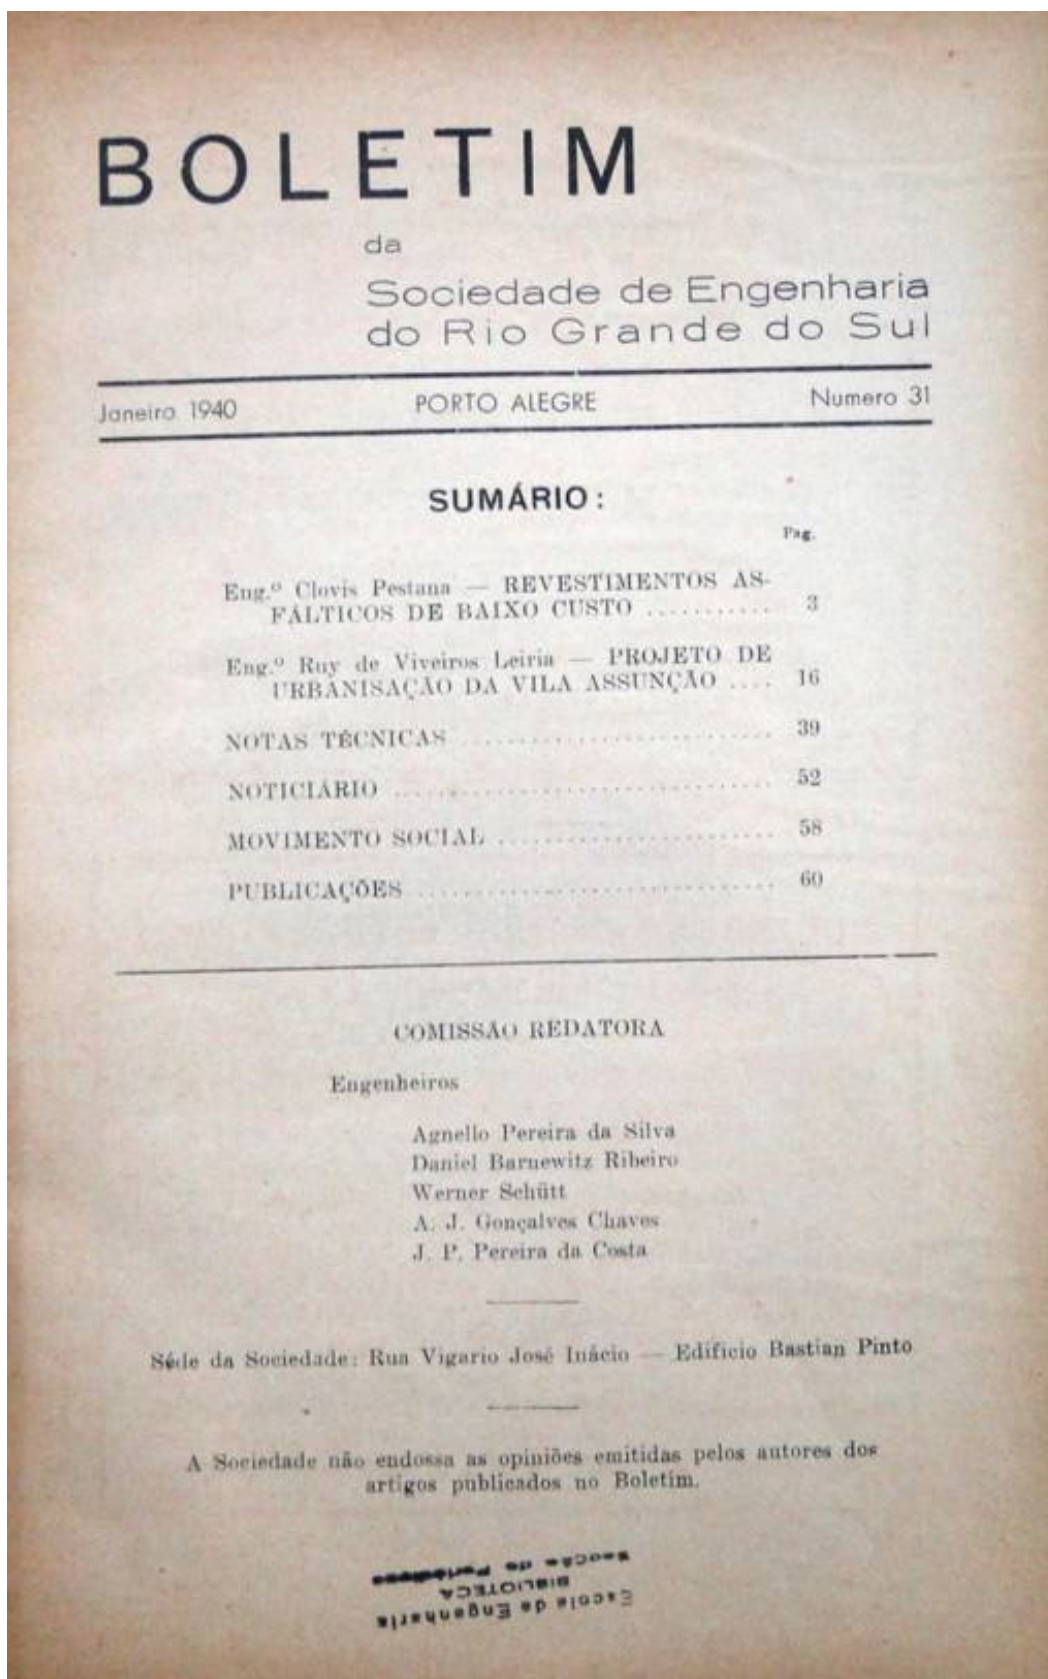 BOLETIM
da
Sociedade de Engenharia
do Rio Grande do Sul
Janeiro 1940 PORTO ALEGRE Numero 31
SUMÁRIO:
Pag.
Eng.º Clovis Pestana — REVESTIMENTOS AS-
FÁLTICOS DE BAIXO CUSTO ........... 3
Eng.º Ruy de Viveiros Leiria — PROJETO DE
URBANISAÇÃO DA VILA ASSUNÇÃO .... 16
NOTAS TÉCNICAS ........................... 39
NOTICIÁRIO ................................. 52
MOVIMENTO SOCIAL ........................ 58
PUBLICAÇÕES ............................... 60
COMISSÃO REDATORA
Engenheiros
Agnello Pereira da Silva
Daniel Barnewitz Ribeiro
Werner Schütt
A. J. Gonçalves Chaves
J. P. Pereira da Costa
Séde da Sociedade: Rua Vigario José Inácio — Edificio Bastian Pinto
A Sociedade não endossa as opiniões emitidas pelos autores dos
artigos publicados no Boletim.
Escola de Engenharia
BIBLIOTECA
Secção de Periódicos